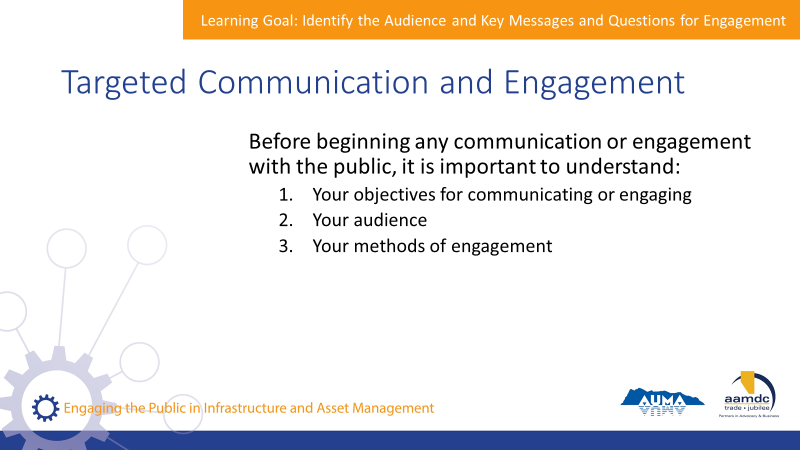 Learning Goal: Identify the Audience and Key Messages and Questions for Engagement
Targeted Communication and Engagement
Before beginning any communication or engagement
with the public, it is important to understand:
1. Your objectives for communicating or engaging
2. Your audience
3. Your methods of engagement
Engaging the Public in Infrastructure and Asset Management
AUMA
aamdc
trade • jubilee
Partners in Advocacy & Business